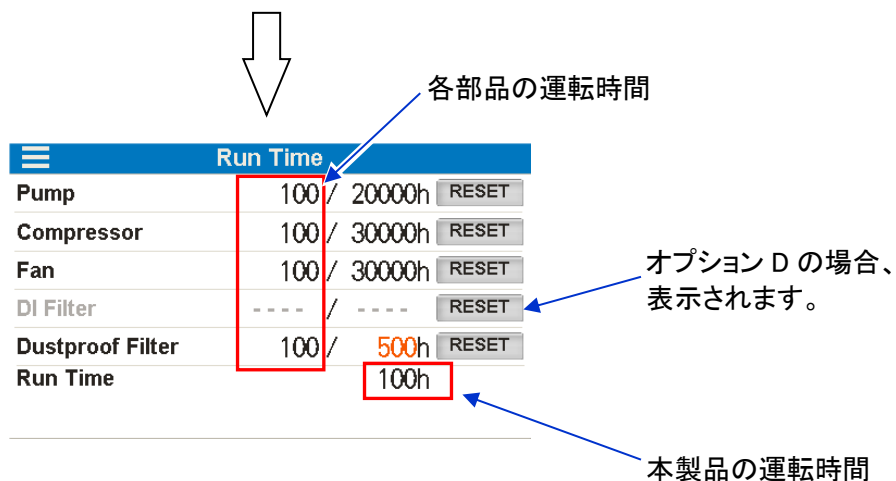 各部品の運転時間
Run Time
Pump 100 / 20000h RESET
Compressor 100 / 30000h RESET
Fan 100 / 30000h RESET
DI Filter ---- / ---- RESET
Dustproof Filter 100 / 500h RESET
Run Time 100h
オプション D の場合、
表示されます。
本製品の運転時間